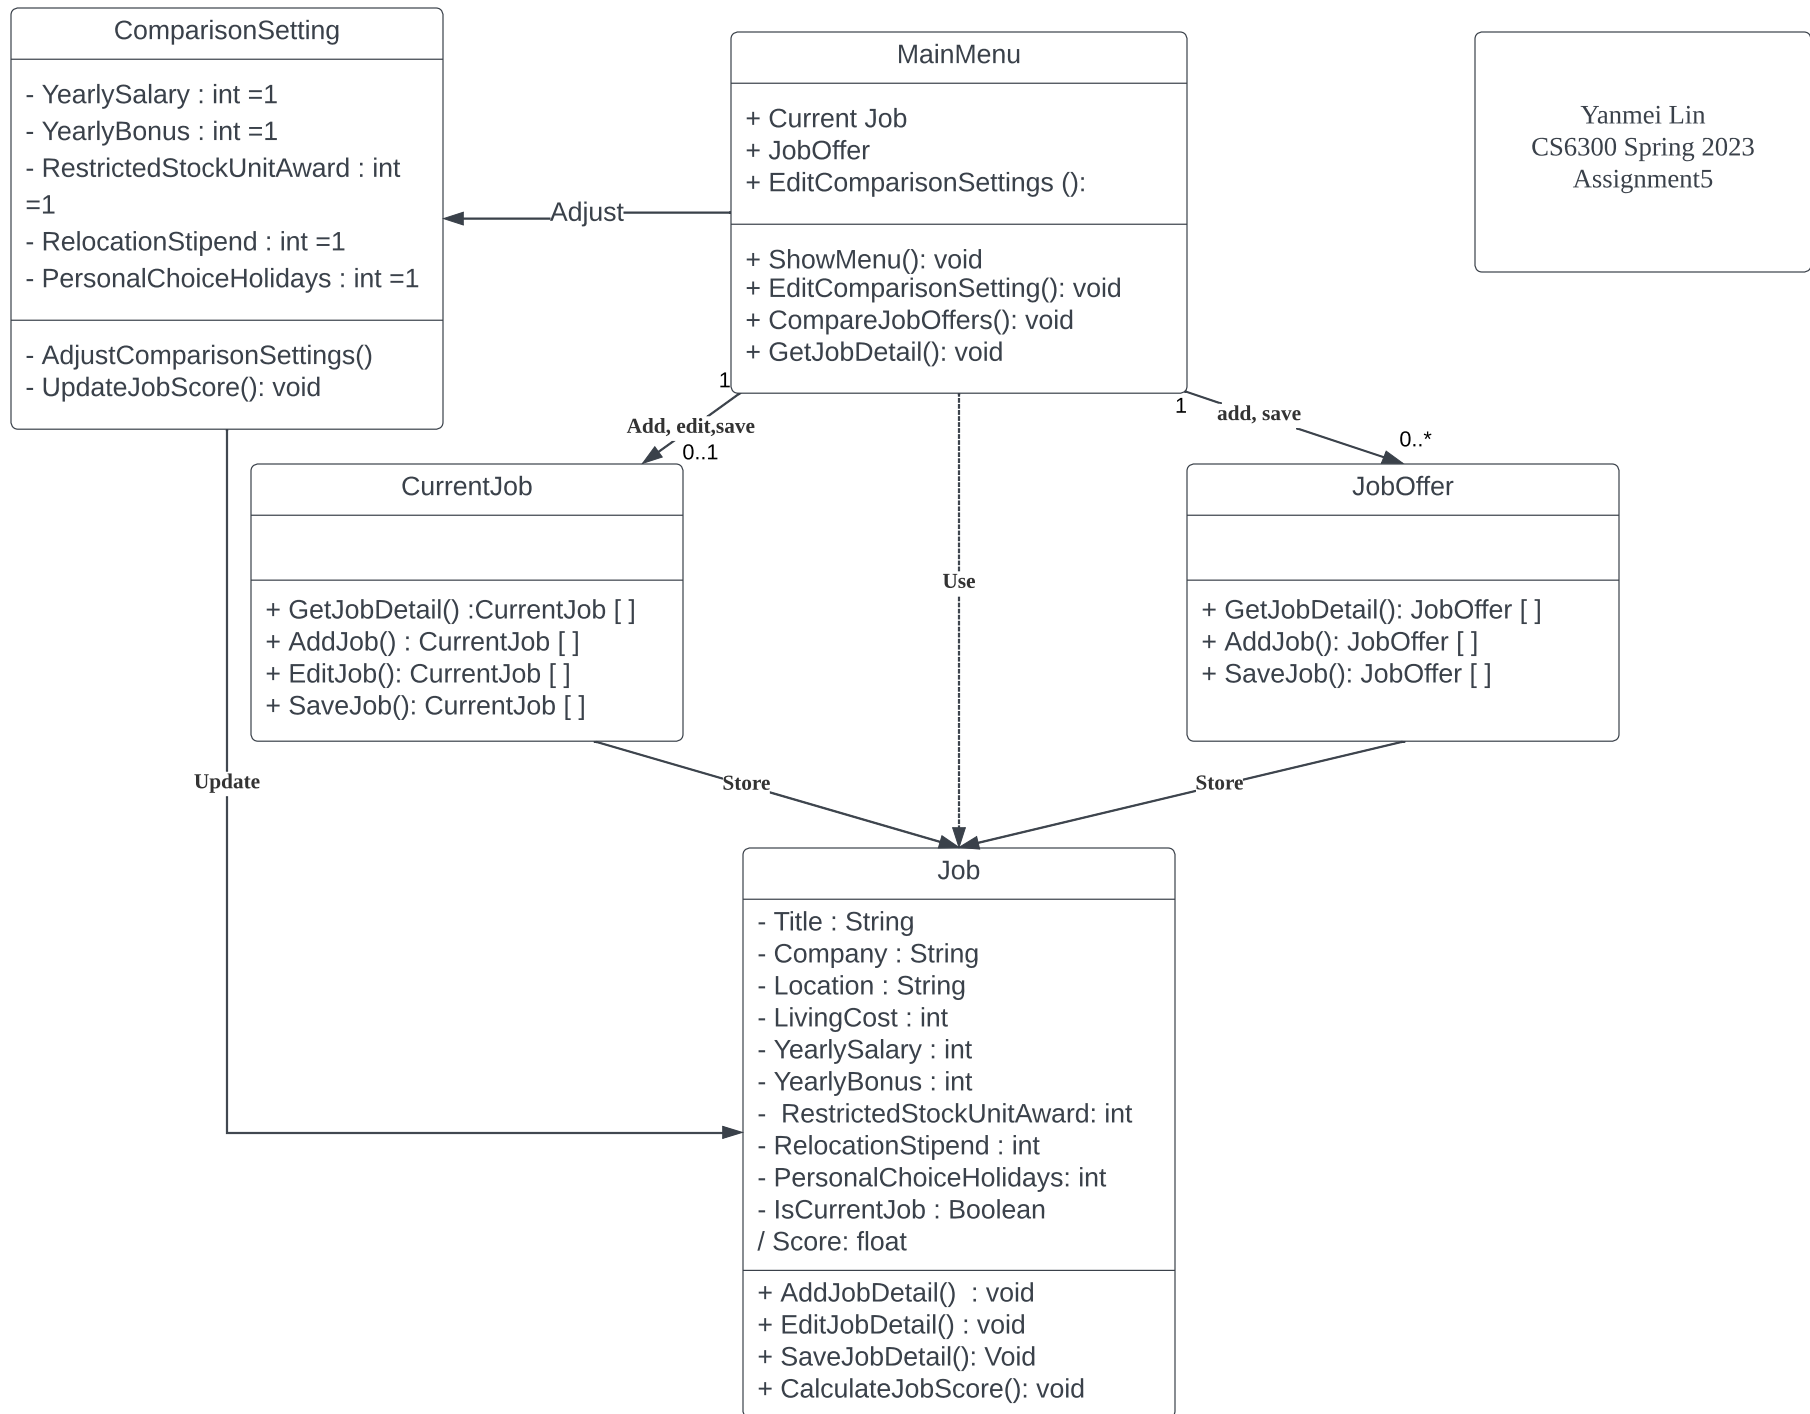 ComparisonSetting
- YearlySalary : int =1
- YearlyBonus : int =1
- RestrictedStockUnitAward : int
=1
- RelocationStipend : int =1
- PersonalChoiceHolidays : int =1
- AdjustComparisonSettings()
- UpdateJobScore(): void
Adjust
MainMenu
+ Current Job
+ JobOffer
+ EditComparisonSettings ():
+ ShowMenu(): void
+ EditComparisonSetting(): void
+ CompareJobOffers(): void
+ GetJobDetail(): void
Yanmei Lin
CS6300 Spring 2023
Assignment5
1
Add, edit,save
0..1
1
add, save
0..*
CurrentJob
+ GetJobDetail() :CurrentJob [ ]
+ AddJob() : CurrentJob [ ]
+ EditJob(): CurrentJob [ ]
+ SaveJob(): CurrentJob [ ]
Use
JobOffer
+ GetJobDetail(): JobOffer [ ]
+ AddJob(): JobOffer [ ]
+ SaveJob(): JobOffer [ ]
Update
Store
Store
Job
- Title : String
- Company : String
- Location : String
- LivingCost : int
- YearlySalary : int
- YearlyBonus : int
-  RestrictedStockUnitAward: int
- RelocationStipend : int
- PersonalChoiceHolidays: int
- IsCurrentJob : Boolean
/ Score: float
+ AddJobDetail()  : void
+ EditJobDetail() : void
+ SaveJobDetail(): Void
+ CalculateJobScore(): void